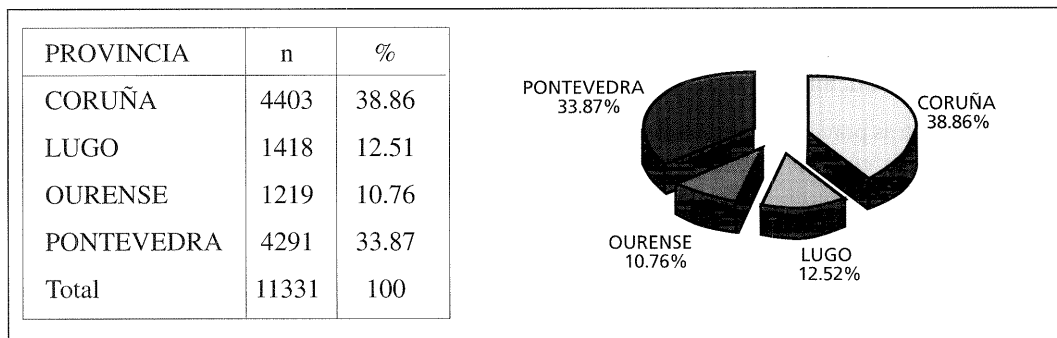 PROVINCIA n %
CORUÑA 4403 38.86
LUGO 1418 12.51
OURENSE 1219 10.76
PONTEVEDRA 4291 33.87
Total 11331 100
PONTEVEDRA
33.87%
CORUÑA
38.86%
OURENSE
10.76%
LUGO
12.52%